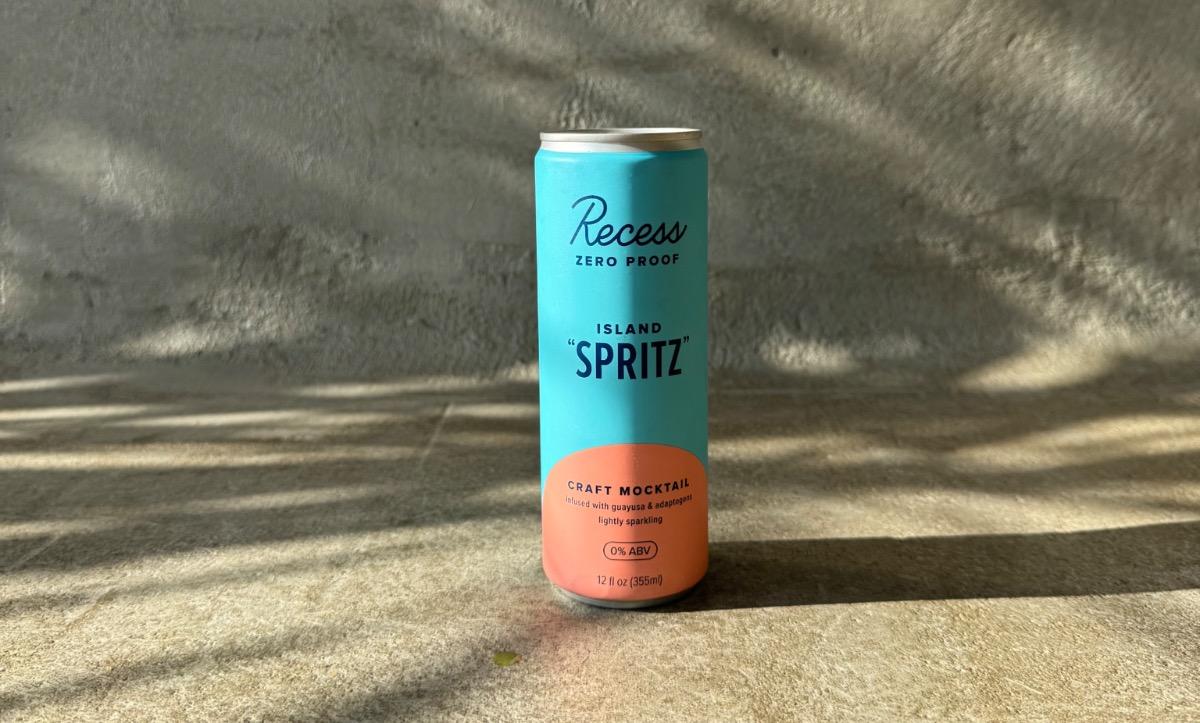 Recess
ZERO PROOF
ISLAND
“SPRITZ”
CRAFT MOCKTAIL
infused with guayusa & adaptogens
lightly sparkling
0% ABV
12 fl oz (355ml)